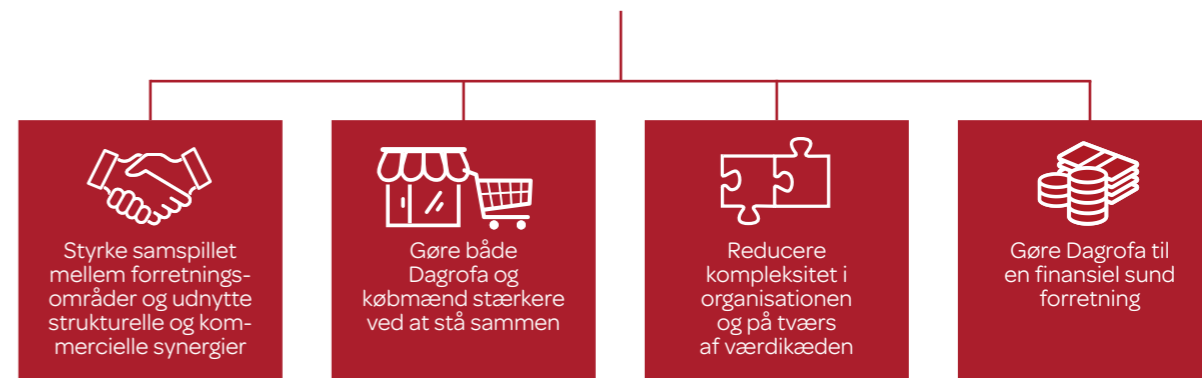 Styrke samspillet
mellem forretnings-
områder og udnytte
strukturelle og kom-
mercielle synergier
Gøre både
Dagrofa og
købmænd stærkere
ved at stå sammen
Reducere
kompleksitet i
organisationen
og på tværs
af værdikæden
Gøre Dagrofa til
en finansiel sund
forretning